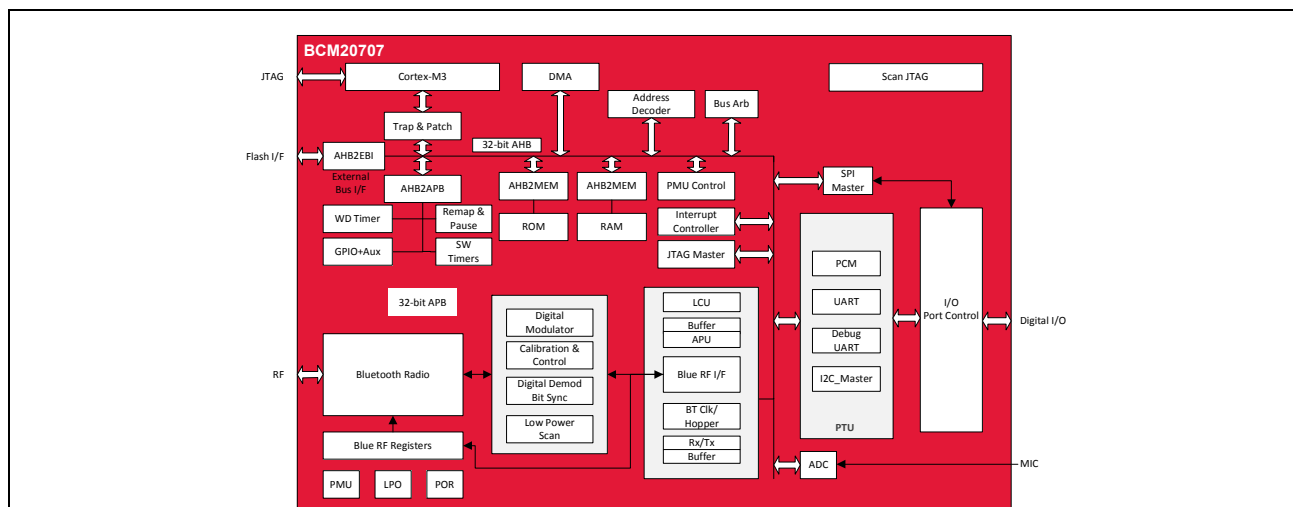 BCM20707
JTAG
Cortex-M3
DMA
Scan JTAG
Address
Decoder
Bus Arb
Trap & Patch
32-bit AHB
Flash I/F
AHB2EBI
External
Bus I/F
AHB2APB
AHB2MEM
AHB2MEM
PMU Control
SPI
Master
WD Timer
Remap &
Pause
ROM
RAM
Interrupt
Controller
GPIO+Aux
SW
Timers
JTAG Master
PCM
32-bit APB
LCU
UART
I/O
Port Control
Digital I/O
Digital
Modulator
Buffer
APU
Debug
UART
Calibration &
Control
RF
Bluetooth Radio
Blue RF I/F
I2C_Master
Digital Demod
Bit Sync
BT Clk/
Hopper
PTU
Low Power
Scan
Blue RF Registers
Rx/Tx
Buffer
ADC
MIC
PMU
LPO
POR